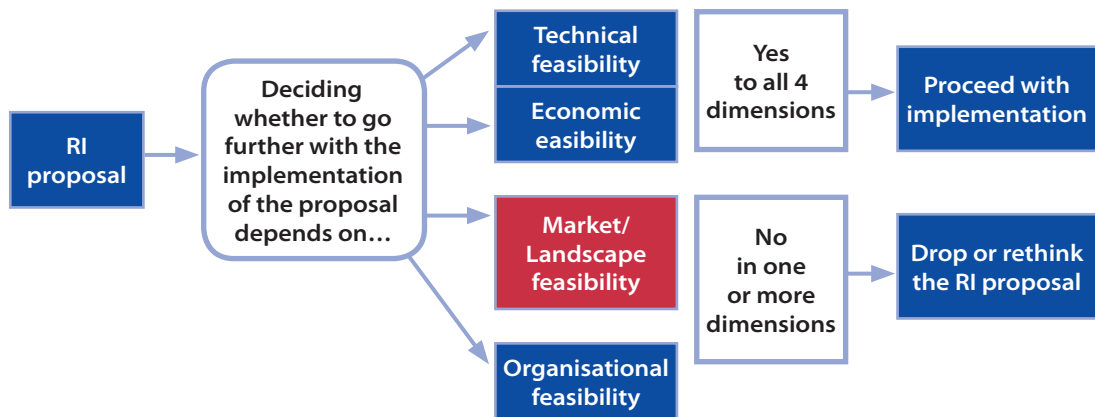 RI
proposal
Deciding
whether to go
further with the
implementation
of the proposal
depends on…
Technical
feasibility
Economic
easibility
Market/
Landscape
feasibility
Organisational
feasibility
Yes
to all 4
dimensions
No
in one
or more
dimensions
Proceed with
implementation
Drop or rethink
the RI proposal